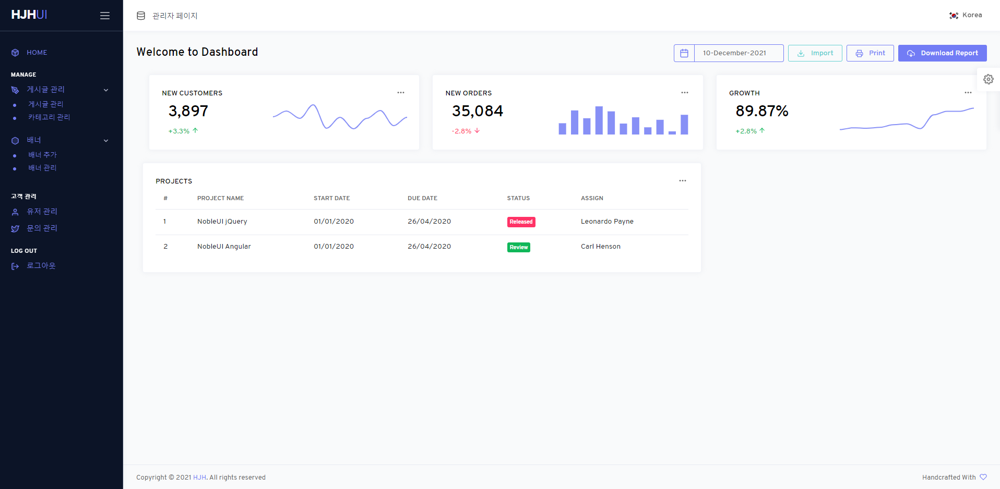 HJHUI
HOME
MANAGE
게시글 관리
게시글 관리
카테고리 관리
배너
배너 추가
배너 관리
고객 관리
유저 관리
문의 관리
LOG OUT
로그아웃
관리자 페이지
Korea
Welcome to Dashboard
10-December-2021
Import
Print
Download Report
NEW CUSTOMERS
3,897
+3.3%
NEW ORDERS
35,084
-2.8%
GROWTH
89.87%
+2.8%
PROJECTS
# PROJECT NAME START DATE DUE DATE STATUS ASSIGN
1 NobleUI jQuery 01/01/2020 26/04/2020 Released Leonardo Payne
2 NobleUI Angular 01/01/2020 26/04/2020 Review Carl Henson
Copyright © 2021 HJH. All rights reserved
Handcrafted With